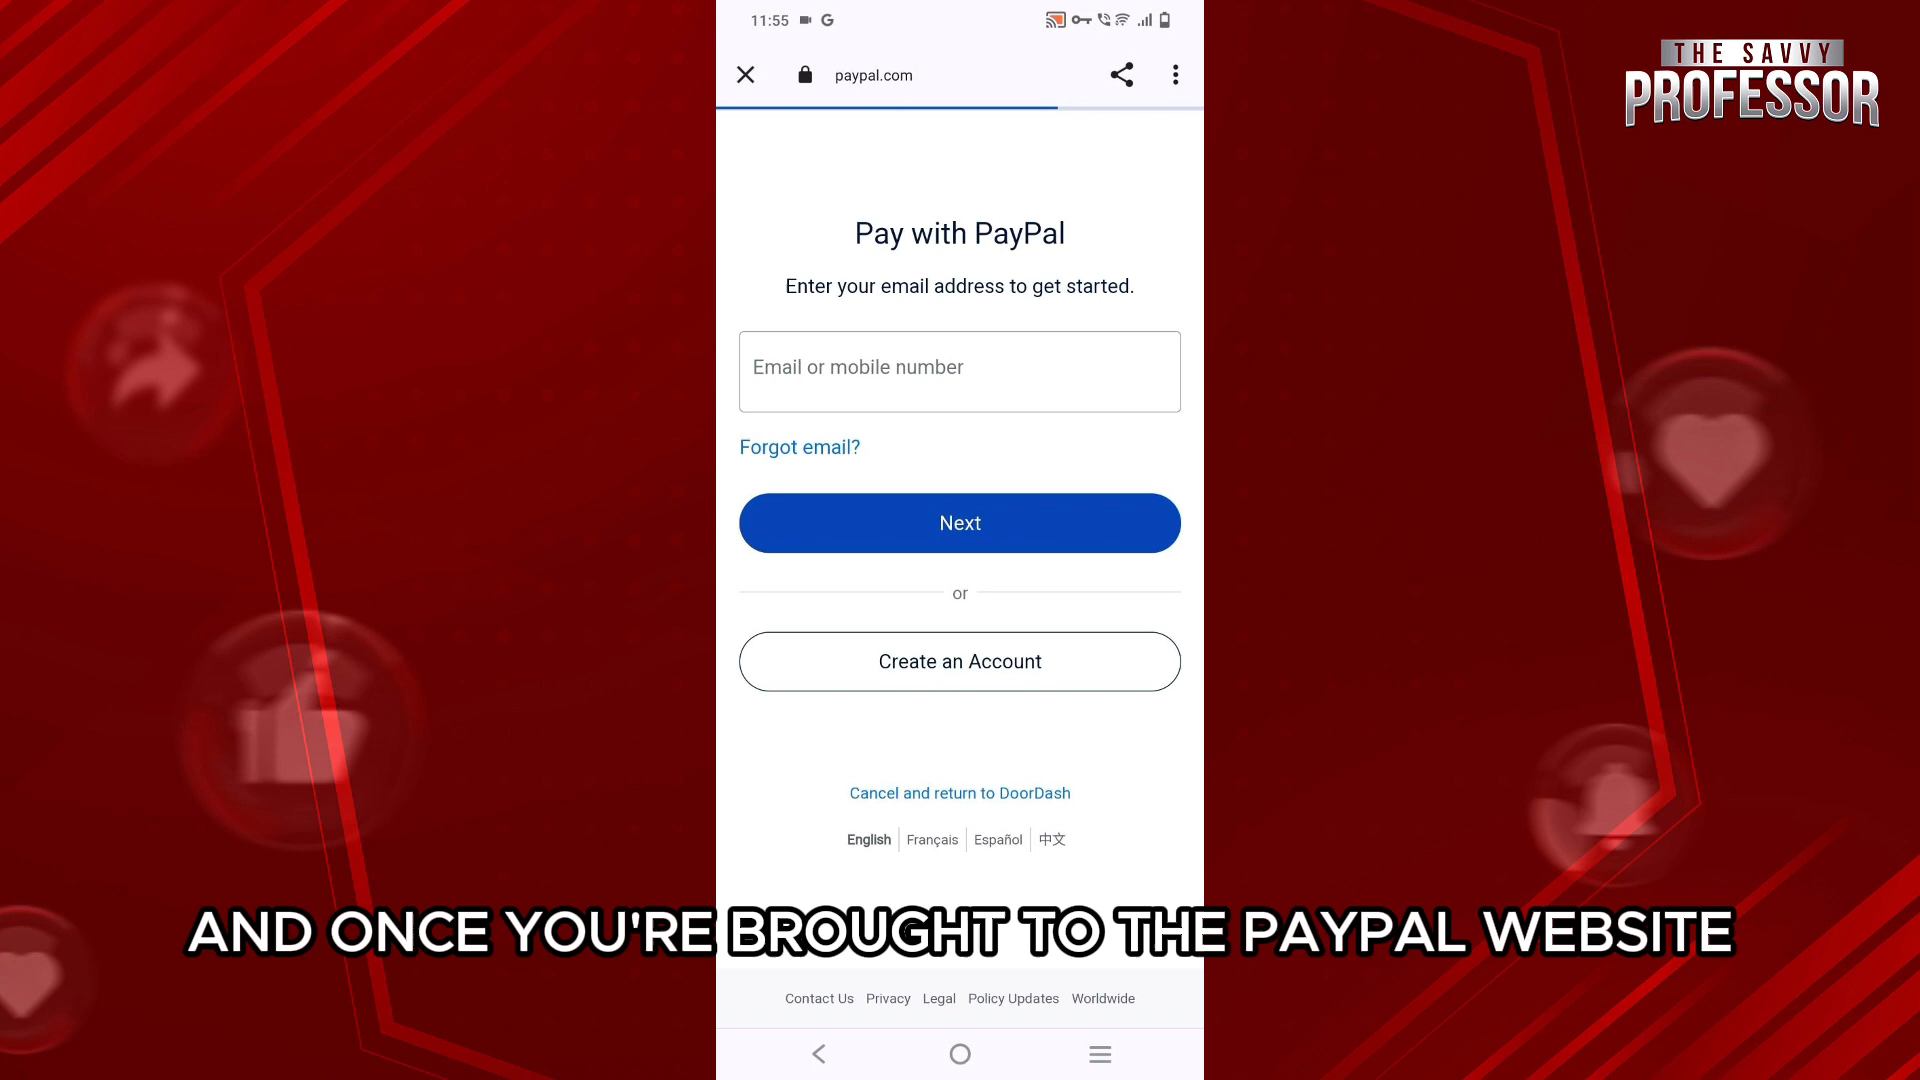 11:55
paypal.com
THE SAVVY
PROFESSOR
Pay with PayPal
Enter your email address to get started.
Email or mobile number
Forgot email?
Next
or
Create an Account
Cancel and return to DoorDash
English Français Español 中文
AND ONCE YOU'RE BROUGHT TO THE PAYPAL WEBSITE
Contact Us Privacy Legal Policy Updates Worldwide